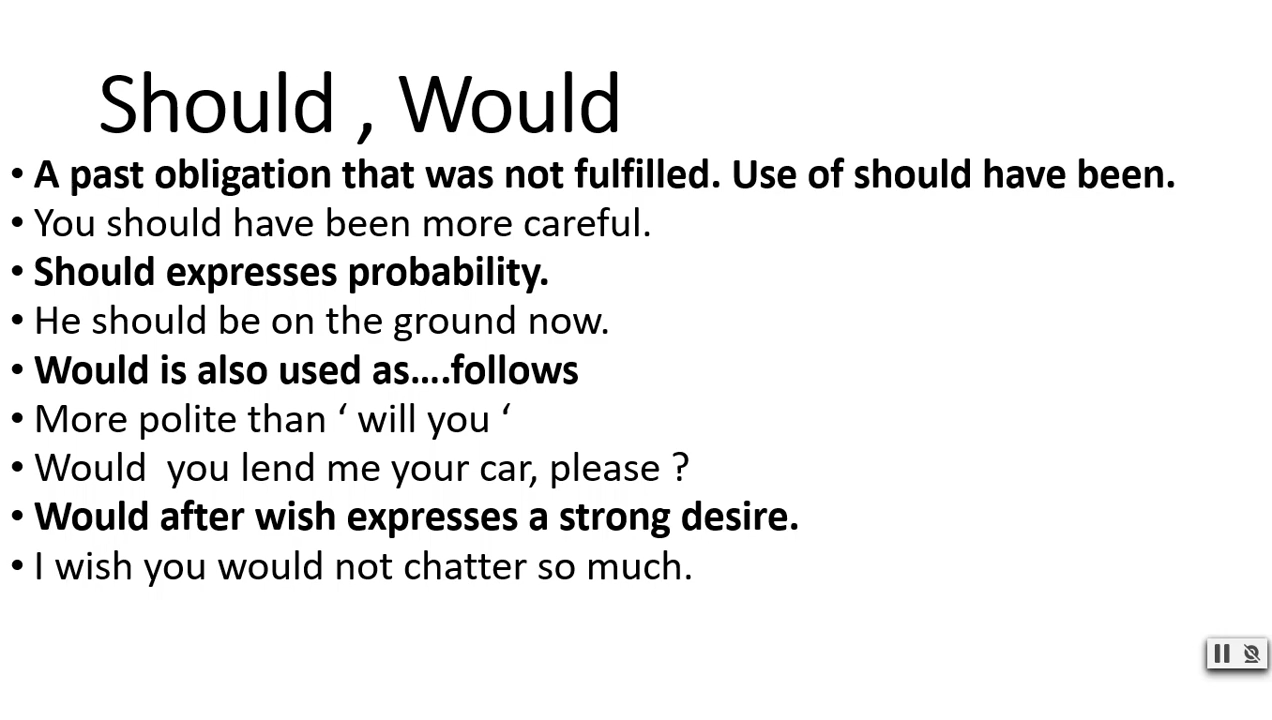 Should , Would
• A past obligation that was not fulfilled. Use of should have been.
• You should have been more careful.
• Should expresses probability.
• He should be on the ground now.
• Would is also used as….follows
• More polite than ‘ will you ‘
• Would  you lend me your car, please ?
• Would after wish expresses a strong desire.
• I wish you would not chatter so much.